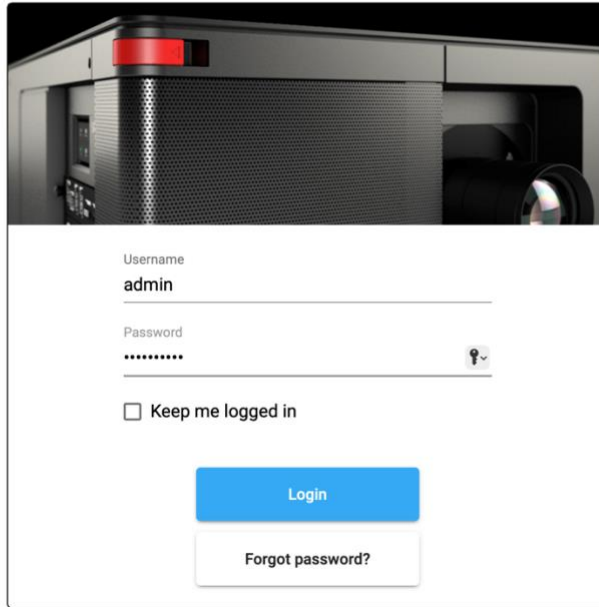 Username
admin
Password
••••••••••
Keep me logged in
Login
Forgot password?